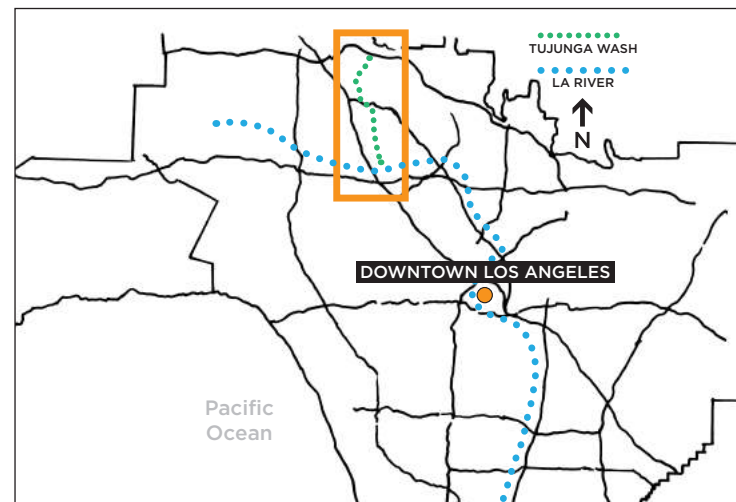 TUJUNGA WASH
LA RIVER
N
DOWNTOWN LOS ANGELES
Pacific
Ocean